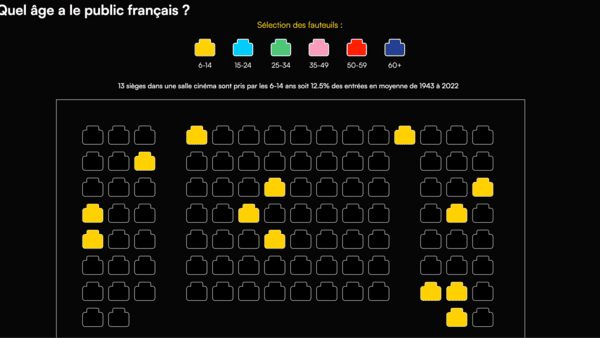 Quel âge a le public français ?
Sélection des fauteuils :
6-14 15-24 25-34 35-49 50-59 60+
13 sièges dans une salle cinéma sont pris par les 6-14 ans soit 12.5% des entrées en moyenne de 1943 à 2022